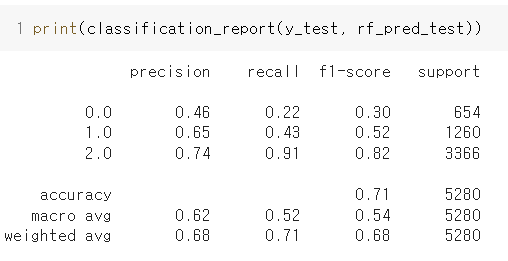 1 print(classification_report(y_test, rf_pred_test))
precision recall f1-score support
0.0 0.46 0.22 0.30 654
1.0 0.65 0.43 0.52 1260
2.0 0.74 0.91 0.82 3366
accuracy 0.71 5280
macro avg 0.62 0.52 0.54 5280
weighted avg 0.68 0.71 0.68 5280